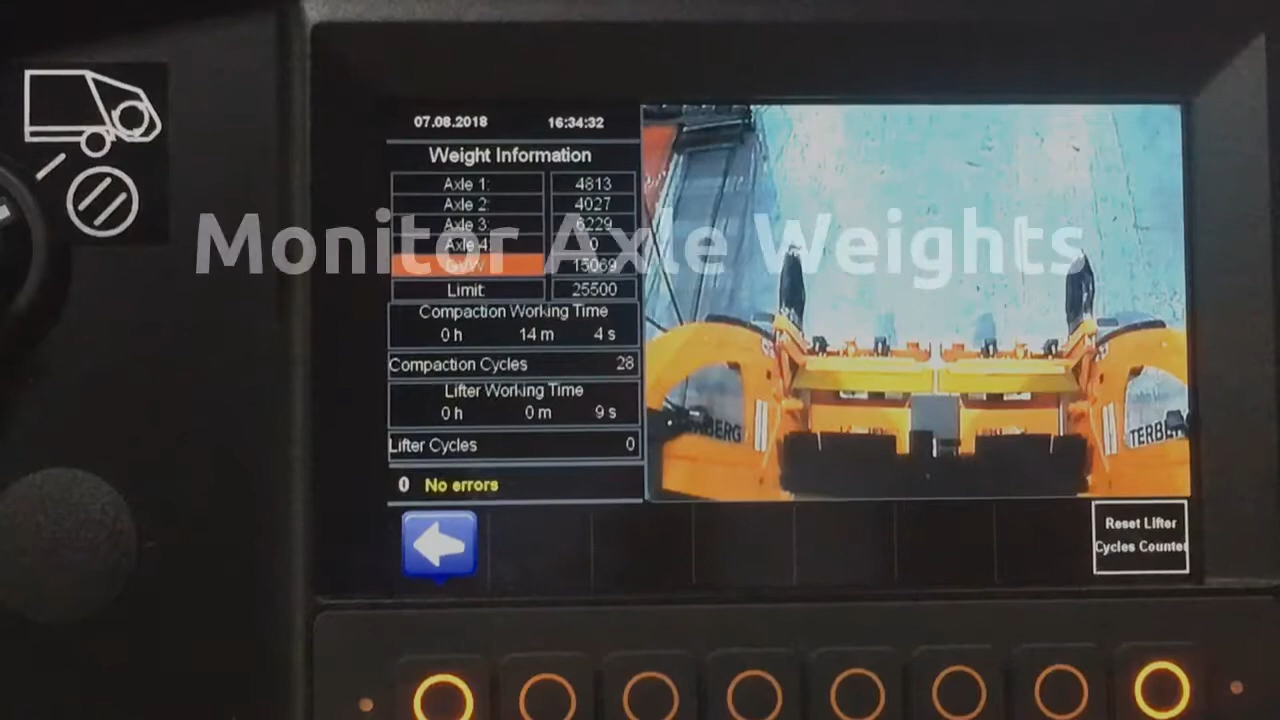 07.08.2018 16:34:32
Weight Information
Axle 1: 4813
Axle 2: 4027
Axle 3: 6229
Axle 4: 0
GVW 15069
Limit: 25500
Monitor Axle Weights
Compaction Working Time
0 h 14 m 4 s
Compaction Cycles 28
Lifter Working Time
0 h 0 m 9 s
Lifter Cycles 0
0 No errors
ERBERG
TERBE
Reset Lifter
Cycles Counter